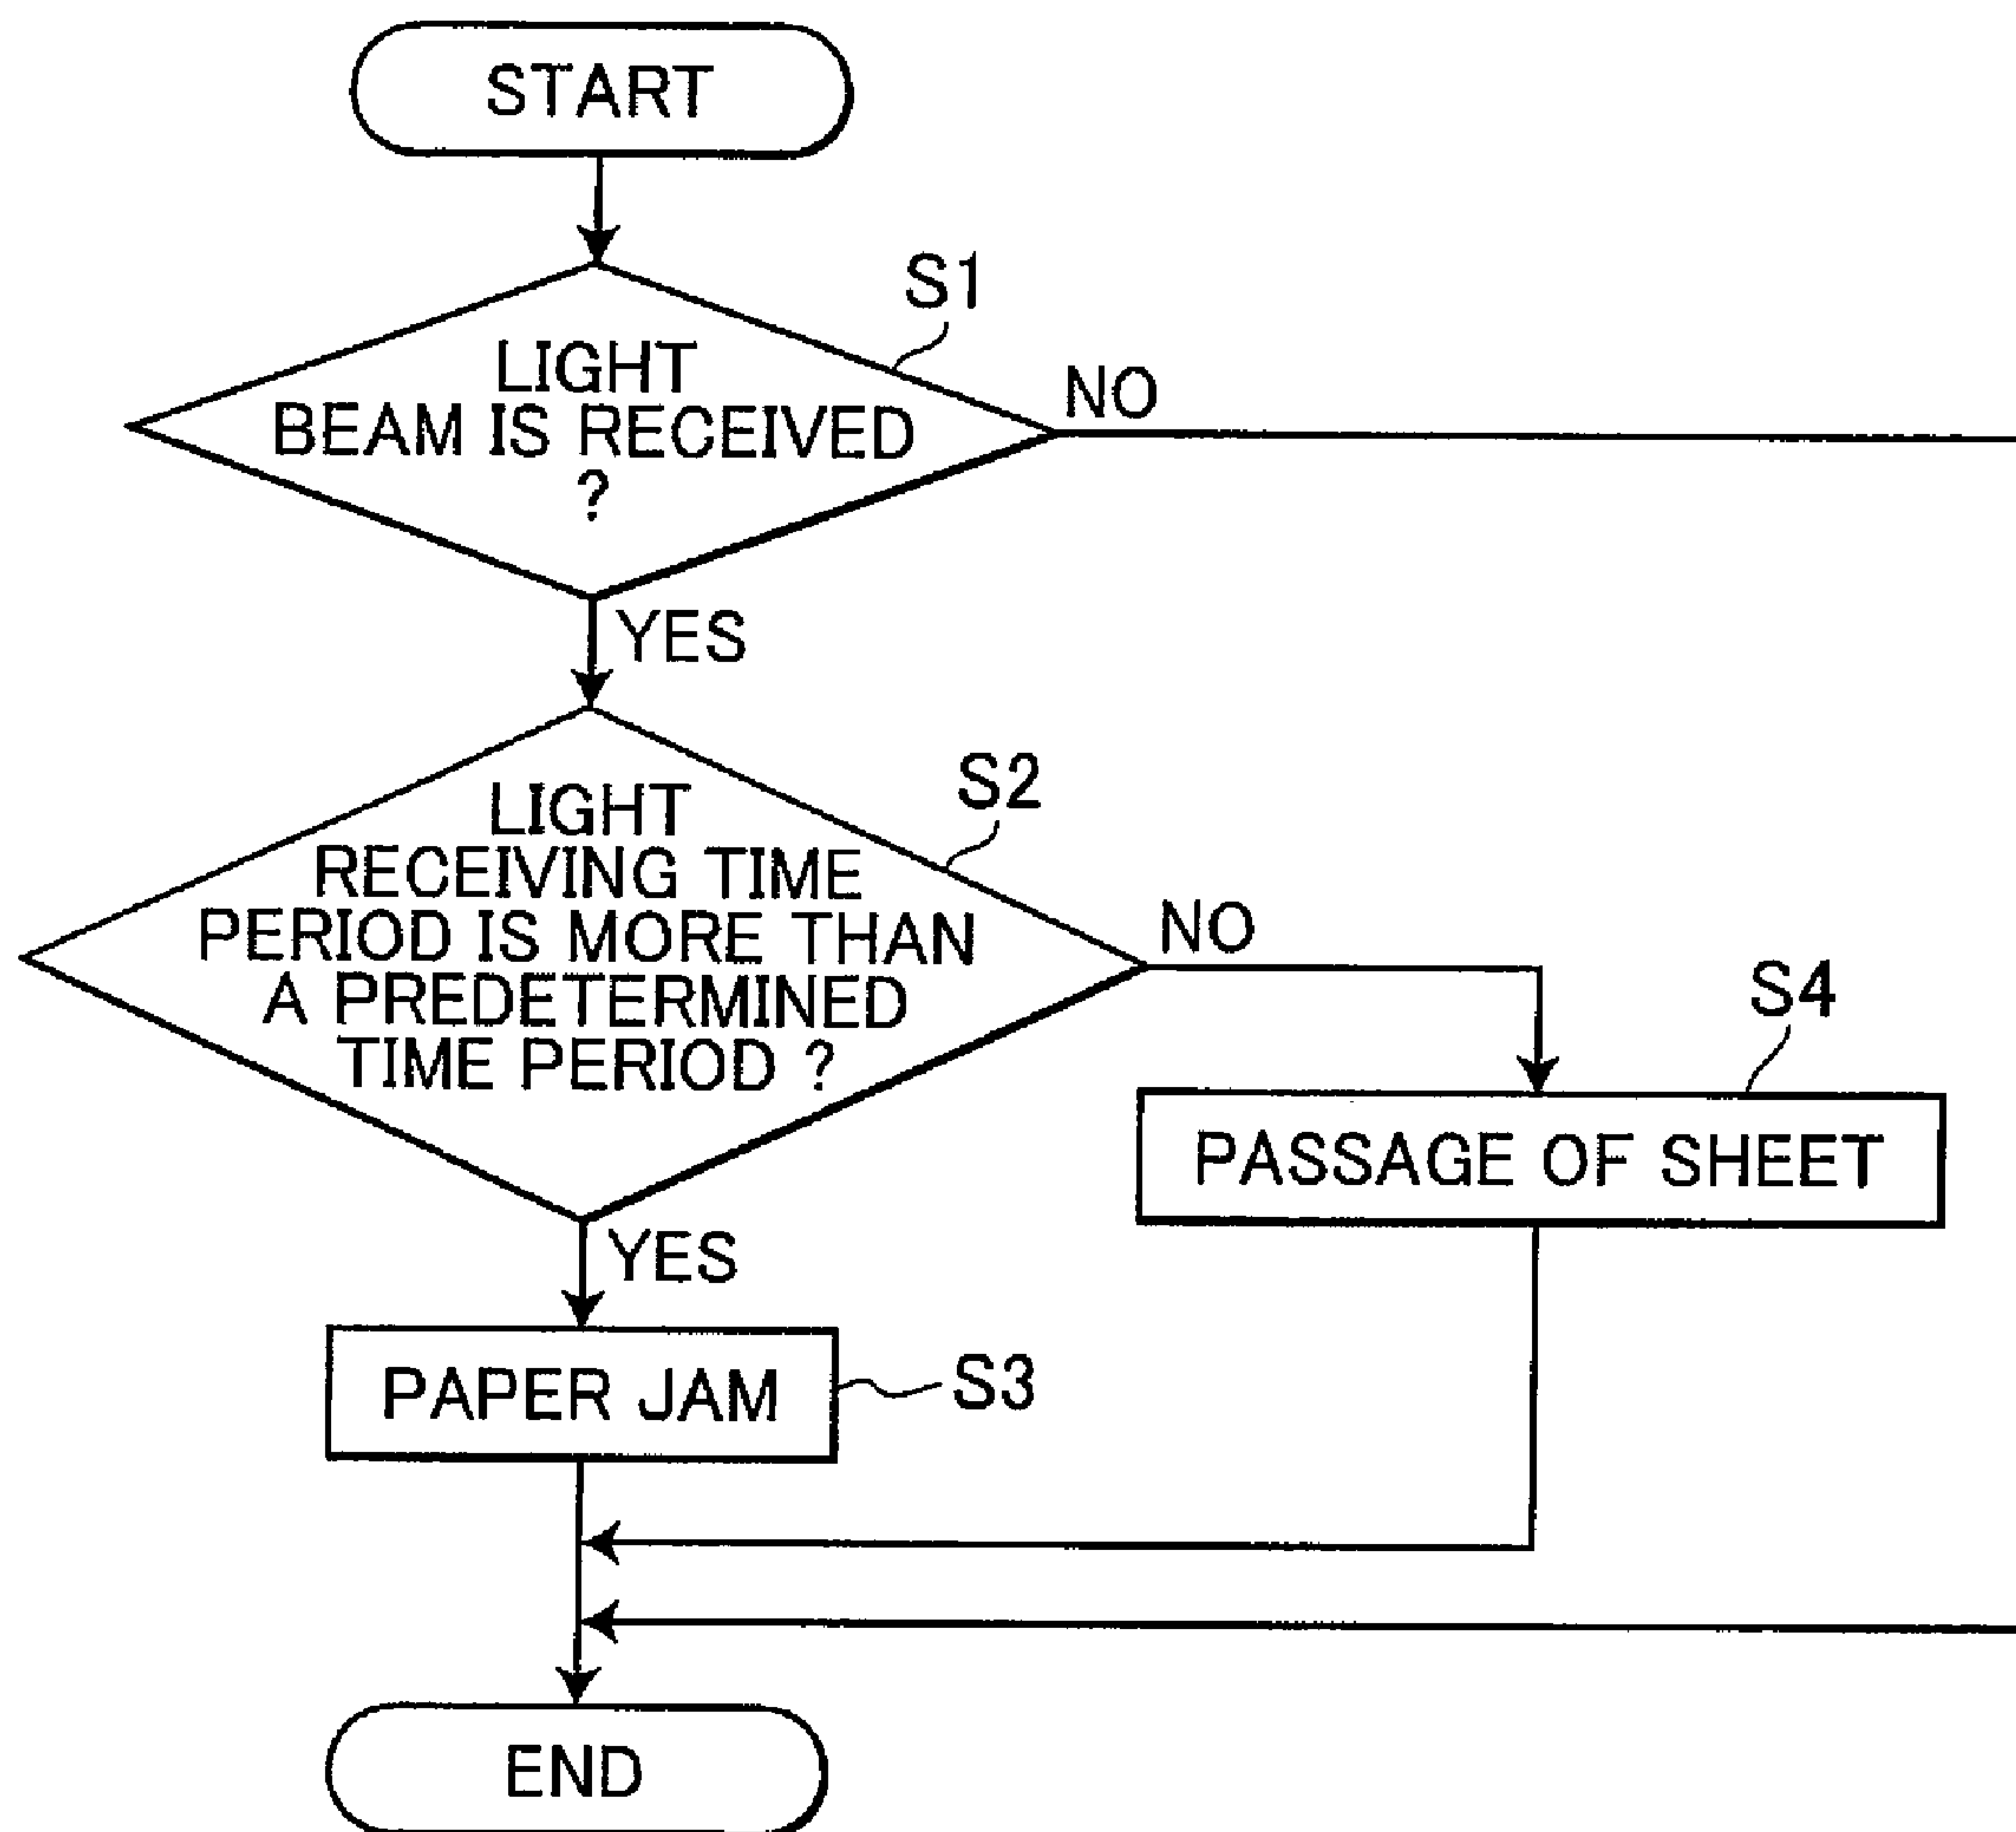 START
S1
LIGHT
BEAM IS RECEIVED
?
NO
YES
S2
LIGHT
RECEIVING TIME
PERIOD IS MORE THAN
A PREDETERMINED
TIME PERIOD ?
NO
S4
PASSAGE OF SHEET
YES
PAPER JAM
S3
END